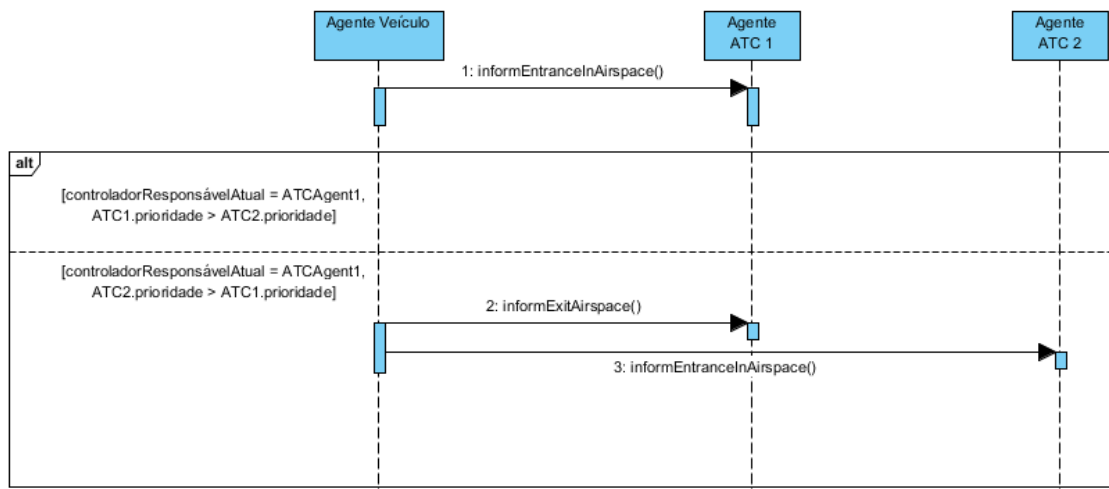 Agente Veículo
Agente
ATC 1
Agente
ATC 2
1: informEntranceInAirspace()
alt
[controladorResponsávelAtual = ATCAgent1,
ATC1.prioridade > ATC2.prioridade]
[controladorResponsávelAtual = ATCAgent1,
ATC2.prioridade > ATC1.prioridade]
2: informExitAirspace()
3: informEntranceInAirspace()